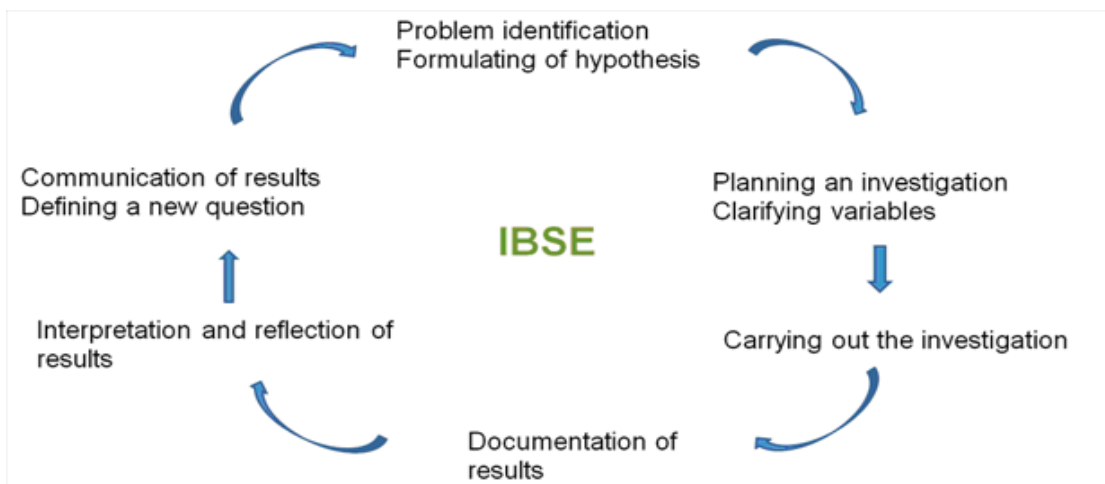 Problem identification
Formulating of hypothesis
Planning an investigation
Clarifying variables
Carrying out the investigation
Documentation of
results
Interpretation and reflection of
results
Communication of results
Defining a new question
IBSE